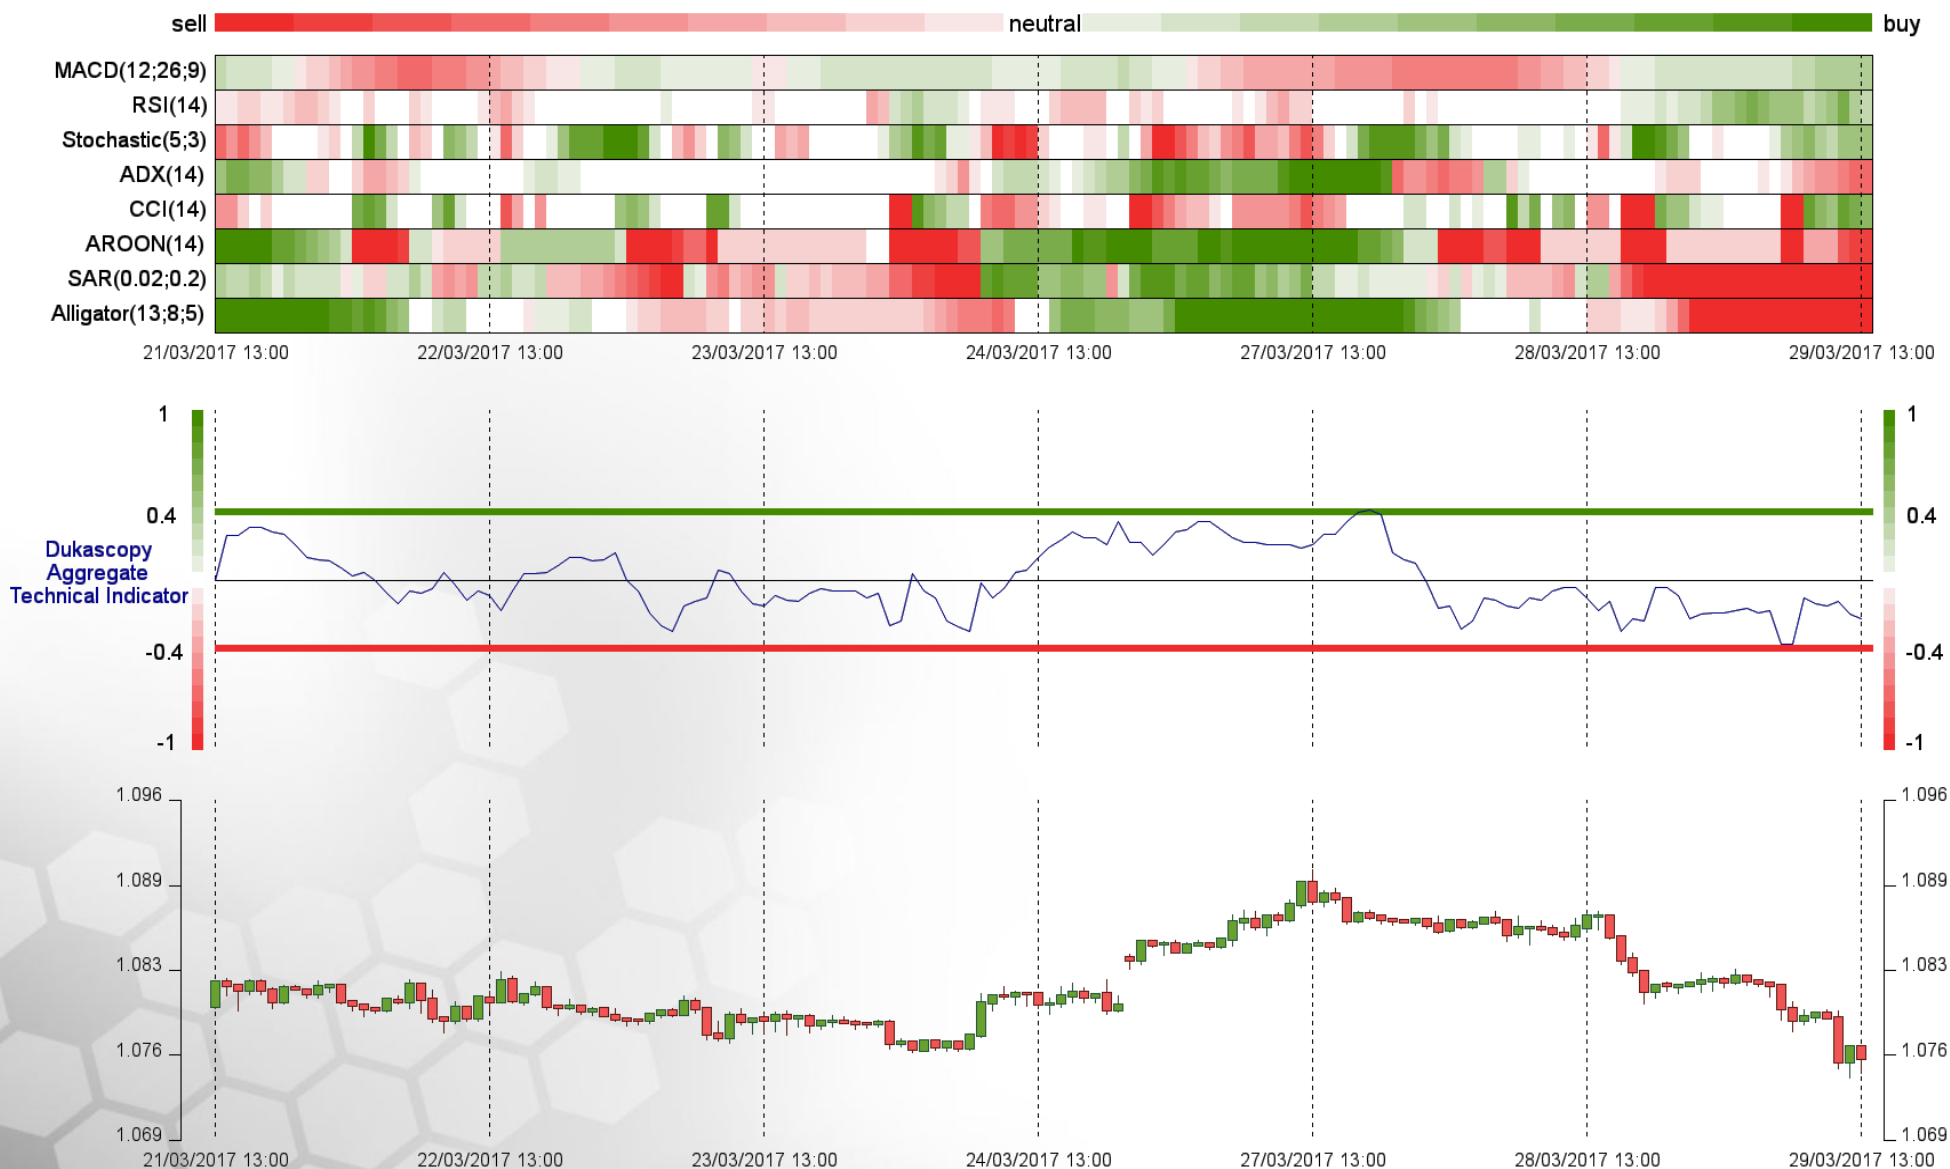 sell neutral buy
MACD(12;26;9)
RSI(14)
Stochastic(5;3)
ADX(14)
CCI(14)
AROON(14)
SAR(0.02;0.2)
Alligator(13;8;5)
21/03/2017 13:00 22/03/2017 13:00 23/03/2017 13:00 24/03/2017 13:00 27/03/2017 13:00 28/03/2017 13:00 29/03/2017 13:00
1 1
0.4 0.4
Dukascopy
Aggregate
Technical Indicator
-0.4 -0.4
-1 -1
1.096 1.096
1.089 1.089
1.083 1.083
1.076 1.076
1.069 1.069
21/03/2017 13:00 22/03/2017 13:00 23/03/2017 13:00 24/03/2017 13:00 27/03/2017 13:00 28/03/2017 13:00 29/03/2017 13:00